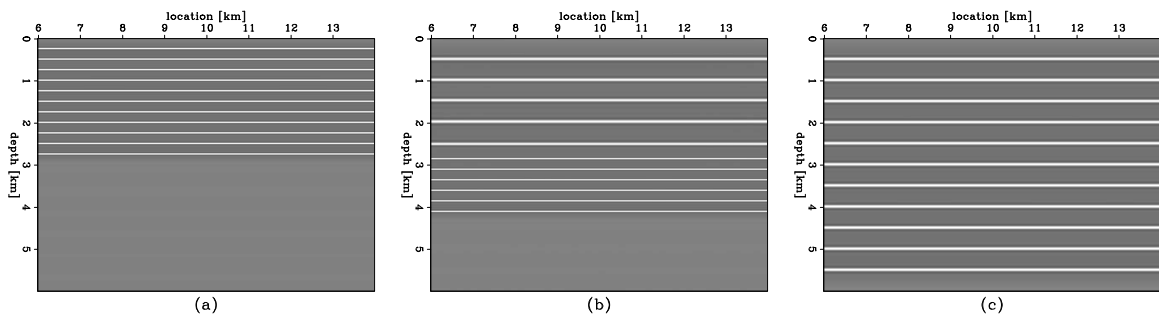 location [km]
6 7 8 9 10 11 12 13
0 1 2 3 4 5
depth [km]
(a)
location [km]
6 7 8 9 10 11 12 13
0 1 2 3 4 5
depth [km]
(b)
location [km]
6 7 8 9 10 11 12 13
0 1 2 3 4 5
depth [km]
(c)